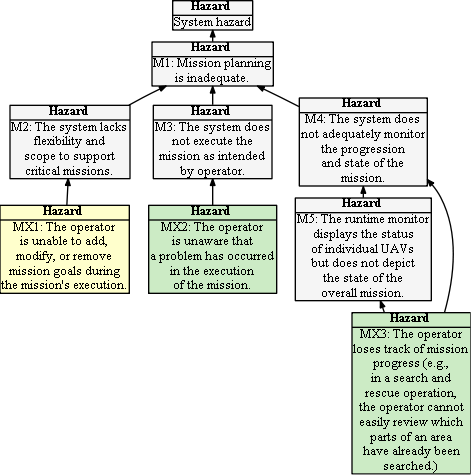 Hazard
System hazard
Hazard
M1: Mission planning
is inadequate.
Hazard
M2: The system lacks
flexibility and
scope to support
critical missions.
Hazard
M3: The system does
not execute the
mission as intended
by operator.
Hazard
M4: The system does
not adequately monitor
the progression
and state of the
mission.
Hazard
MX1: The operator
is unable to add,
modify, or remove
mission goals during
the mission's execution.
Hazard
MX2: The operator
is unaware that
a problem has occurred
in the execution
of the mission.
Hazard
M5: The runtime monitor
displays the status
of individual UAVs
but does not depict
the state of the
overall mission.
Hazard
MX3: The operator
loses track of mission
progress (e.g.,
in a search and
rescue operation,
the operator cannot
easily review which
parts of an area
have already been
searched.)